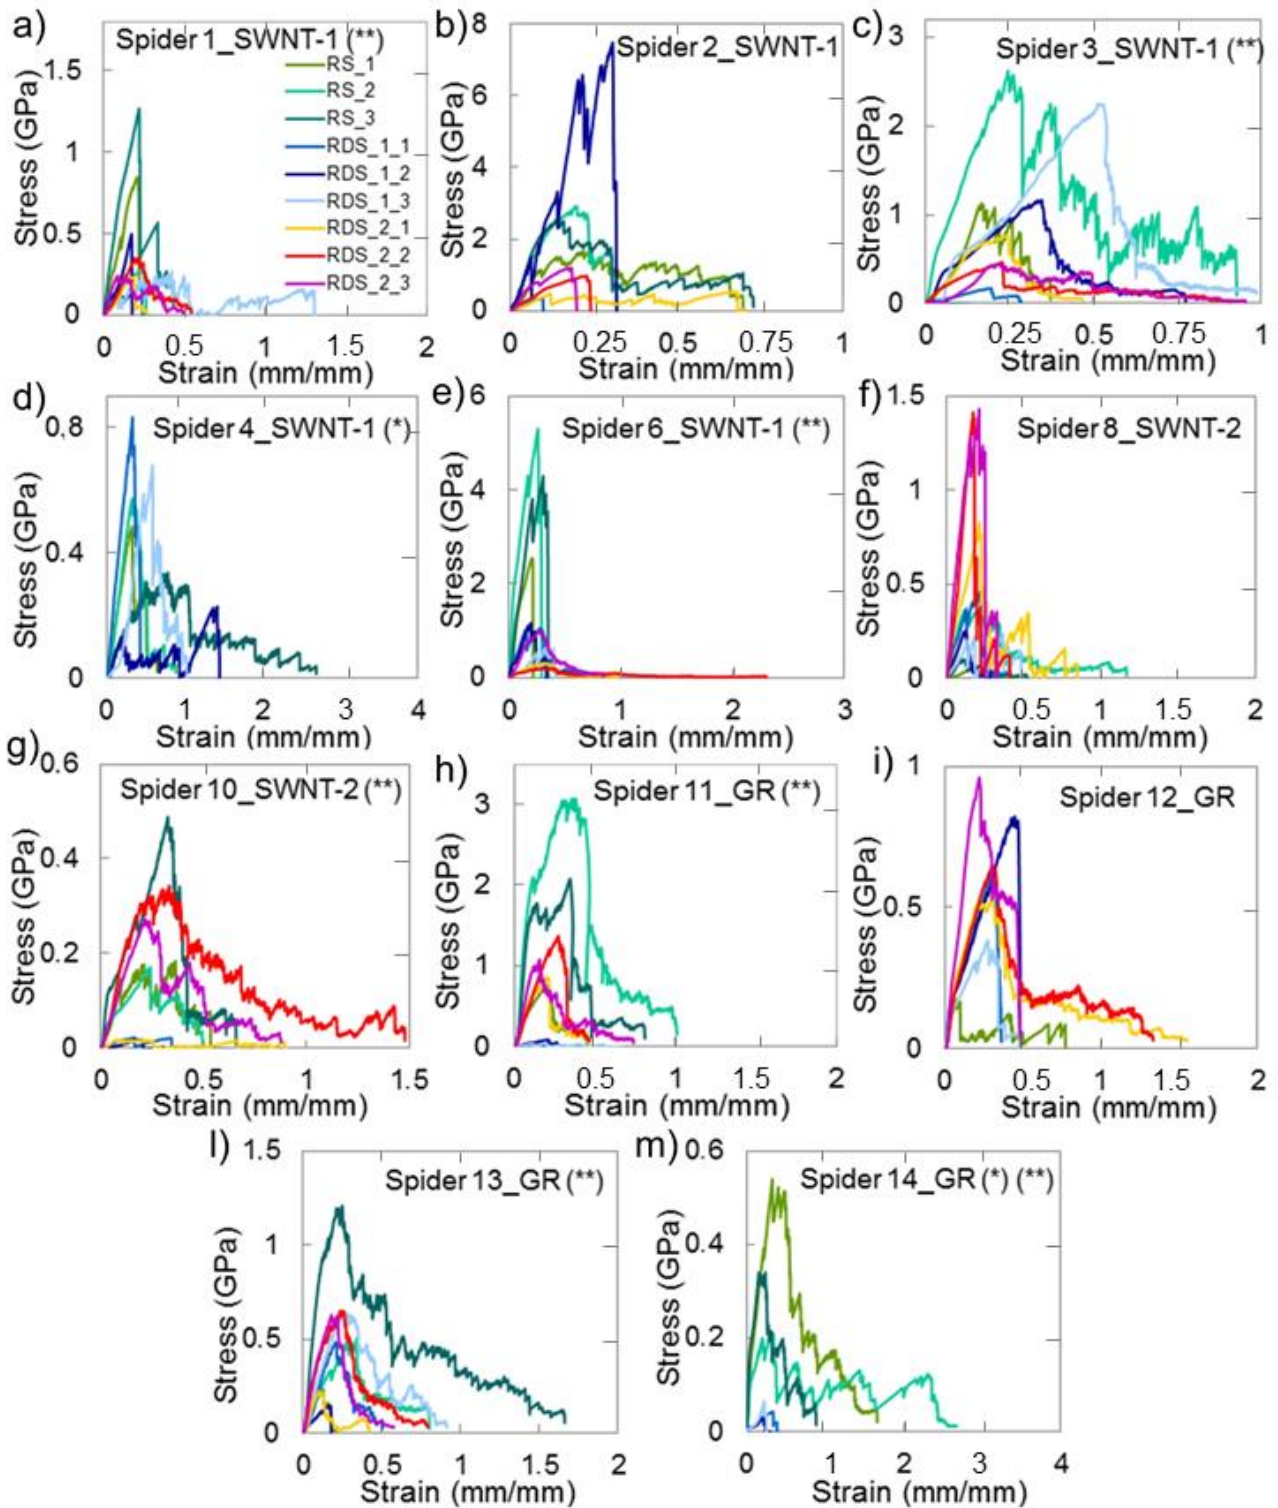 a)
Spider 1_SWNT-1 (**)
RS_1
RS_2
RS_3
RDS_1_1
RDS_1_2
RDS_1_3
RDS_2_1
RDS_2_2
RDS_2_3
Stress (GPa)
1.5
1
0.5
0
0 0.5 1 1.5 2
Strain (mm/mm)
b)
Spider 2_SWNT-1
Stress (GPa)
8
6
4
2
0
0 0.25 0.5 0.75 1
Strain (mm/mm)
c)
Spider 3_SWNT-1 (**)
Stress (GPa)
3
2
1
0
0 0.25 0.5 0.75 1
Strain (mm/mm)
d)
Spider 4_SWNT-1 (*)
Stress (GPa)
0.8
0.4
0
0 1 2 3 4
Strain (mm/mm)
e)
Spider 6_SWNT-1 (**)
Stress (GPa)
6
4
2
0
0 1 2 3
Strain (mm/mm)
f)
Spider 8_SWNT-2
Stress (GPa)
1.5
1
0.5
0
0 0.5 1 1.5 2
Strain (mm/mm)
g)
Spider 10_SWNT-2 (**)
Stress (GPa)
0.6
0.4
0.2
0
0 0.5 1 1.5
Strain (mm/mm)
h)
Spider 11_GR (**)
Stress (GPa)
3
2
1
0
0 0.5 1 1.5 2
Strain (mm/mm)
i)
Spider 12_GR
Stress (GPa)
1
0.5
0
0 0.5 1 1.5 2
Strain (mm/mm)
l)
Spider 13_GR (**)
Stress (GPa)
1.5
1
0.5
0
0 0.5 1 1.5 2
Strain (mm/mm)
m)
Spider 14_GR (*) (**)
Stress (GPa)
0.6
0.4
0.2
0
0 1 2 3 4
Strain (mm/mm)